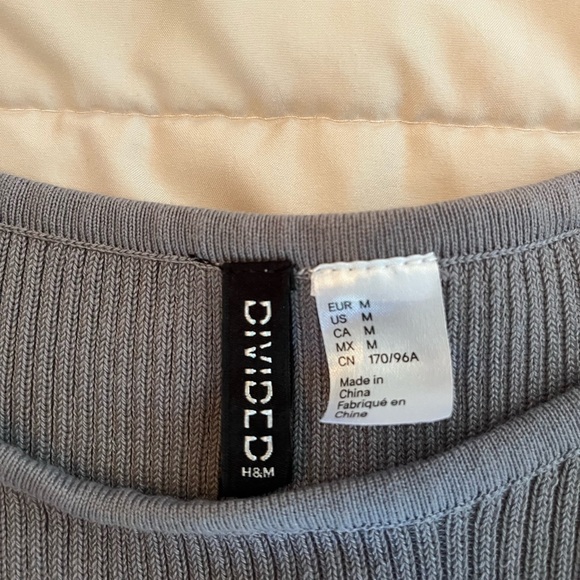 DIVIDED
H&M
EUR M
US M
CA M
MX M
CN 170/96A
Made in
China
Fabriqué en
Chine